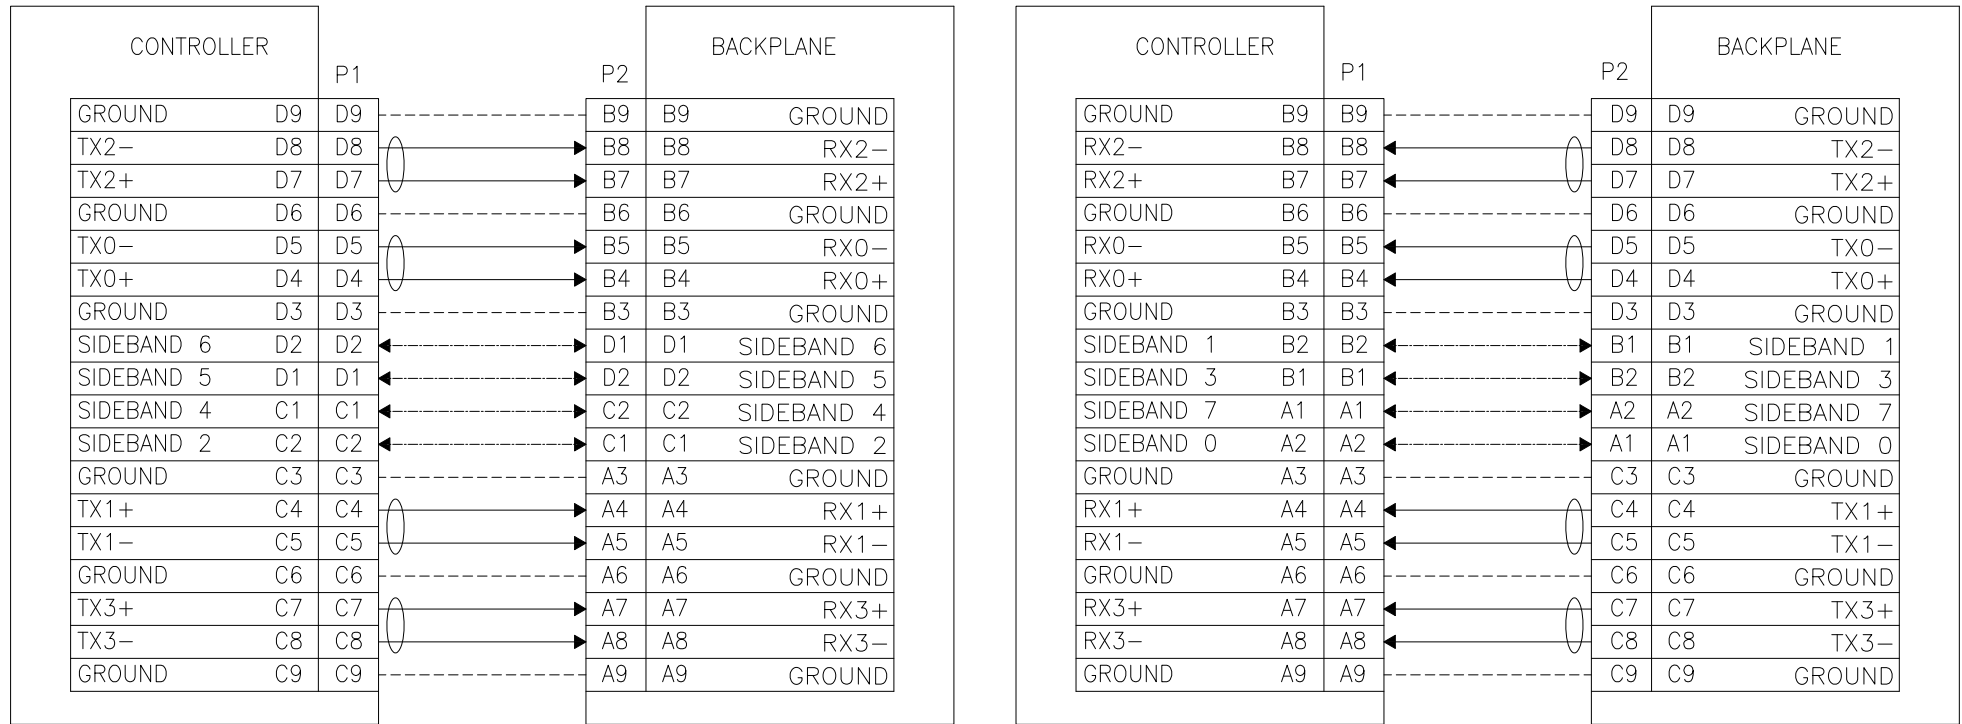 CONTROLLER BACKPLANE
P1 P2
GROUND D9 D9 B9 B9 GROUND
TX2- D8 D8 B8 B8 RX2-
TX2+ D7 D7 B7 B7 RX2+
GROUND D6 D6 B6 B6 GROUND
TX0- D5 D5 B5 B5 RX0-
TX0+ D4 D4 B4 B4 RX0+
GROUND D3 D3 B3 B3 GROUND
SIDEBAND 6 D2 D2 D1 D1 SIDEBAND 6
SIDEBAND 5 D1 D1 D2 D2 SIDEBAND 5
SIDEBAND 4 C1 C1 C2 C2 SIDEBAND 4
SIDEBAND 2 C2 C2 C1 C1 SIDEBAND 2
GROUND C3 C3 A3 A3 GROUND
TX1+ C4 C4 A4 A4 RX1+
TX1- C5 C5 A5 A5 RX1-
GROUND C6 C6 A6 A6 GROUND
TX3+ C7 C7 A7 A7 RX3+
TX3- C8 C8 A8 A8 RX3-
GROUND C9 C9 A9 A9 GROUND
CONTROLLER BACKPLANE
P1 P2
GROUND B9 B9 D9 D9 GROUND
RX2- B8 B8 D8 D8 TX2-
RX2+ B7 B7 D7 D7 TX2+
GROUND B6 B6 D6 D6 GROUND
RX0- B5 B5 D5 D5 TX0-
RX0+ B4 B4 D4 D4 TX0+
GROUND B3 B3 D3 D3 GROUND
SIDEBAND 1 B2 B2 B1 B1 SIDEBAND 1
SIDEBAND 3 B1 B1 B2 B2 SIDEBAND 3
SIDEBAND 7 A1 A1 A2 A2 SIDEBAND 7
SIDEBAND 0 A2 A2 A1 A1 SIDEBAND 0
GROUND A3 A3 C3 C3 GROUND
RX1+ A4 A4 C4 C4 TX1+
RX1- A5 A5 C5 C5 TX1-
GROUND A6 A6 C6 C6 GROUND
RX3+ A7 A7 C7 C7 TX3+
RX3- A8 A8 C8 C8 TX3-
GROUND A9 A9 C9 C9 GROUND